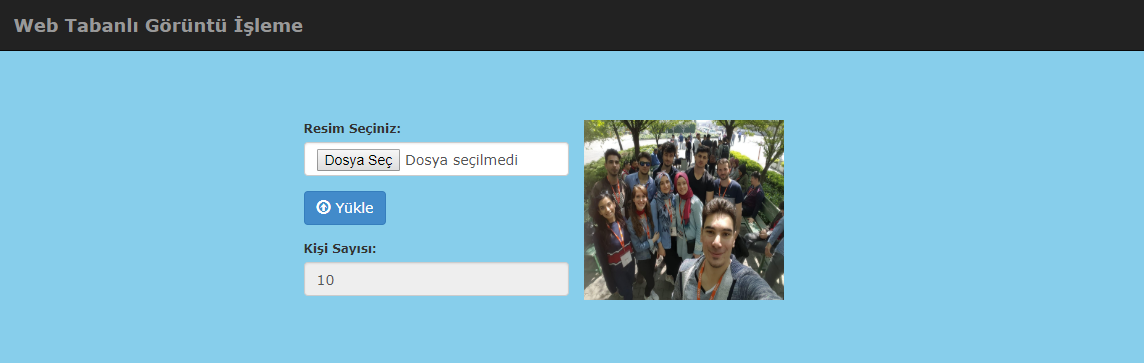 Web Tabanlı Görüntü İşleme
Resim Seçiniz:
Dosya Seç Dosya seçilmedi
Yükle
Kişi Sayısı:
10